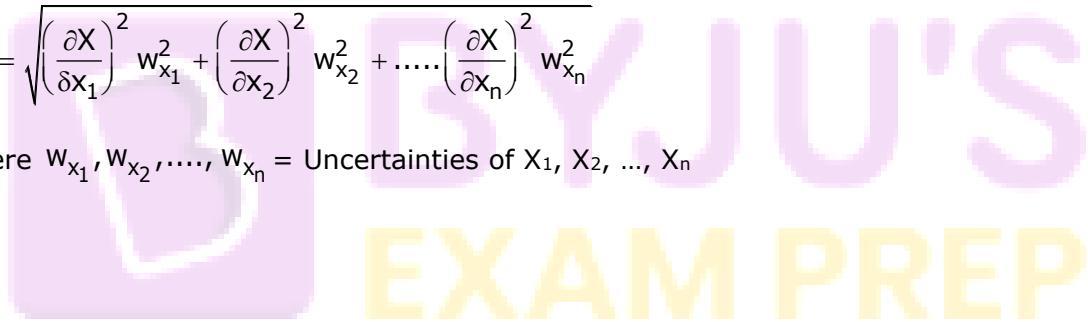 = √((∂X/δx₁)² w²ₓ₁ + (∂X/∂x₂)² w²ₓ₂ + .....(∂X/∂xₙ)² w²ₓₙ)
ere wₓ₁, wₓ₂, ...., wₓₙ = Uncertainties of X₁, X₂, ..., Xₙ
BYJU'S
EXAM PREP